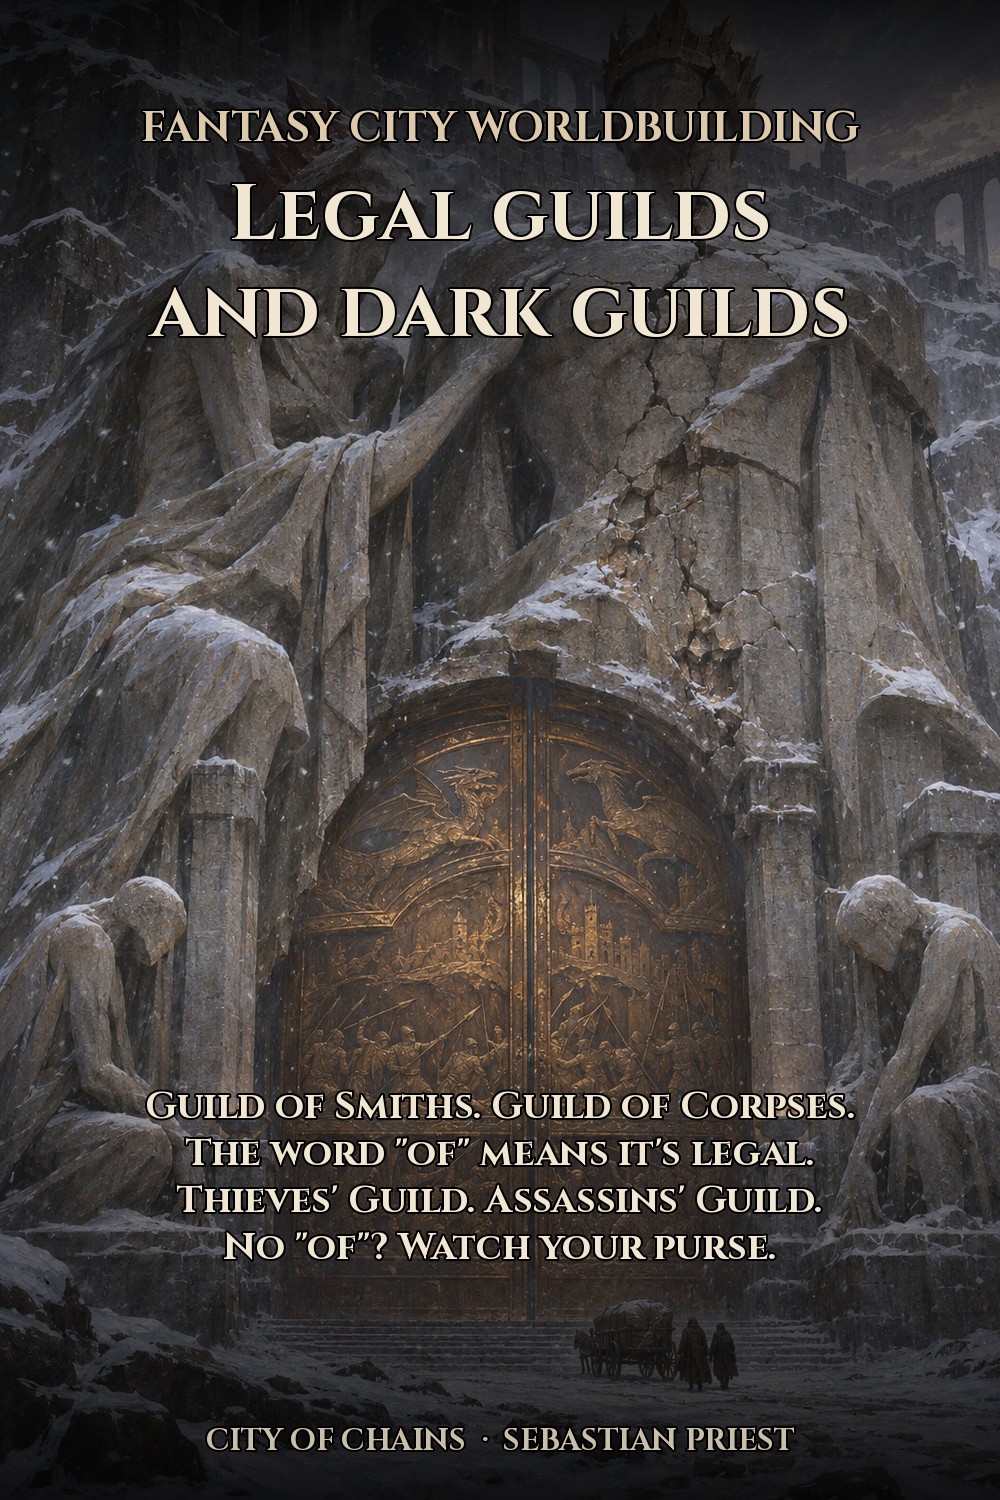 FANTASY CITY WORLDBUILDING
LEGAL GUILDS
AND DARK GUILDS
GUILD OF SMITHS. GUILD OF CORPSES.
THE WORD "OF" MEANS IT'S LEGAL.
THIEVES' GUILD. ASSASSINS' GUILD.
NO "OF"? WATCH YOUR PURSE.
CITY OF CHAINS · SEBASTIAN PRIEST